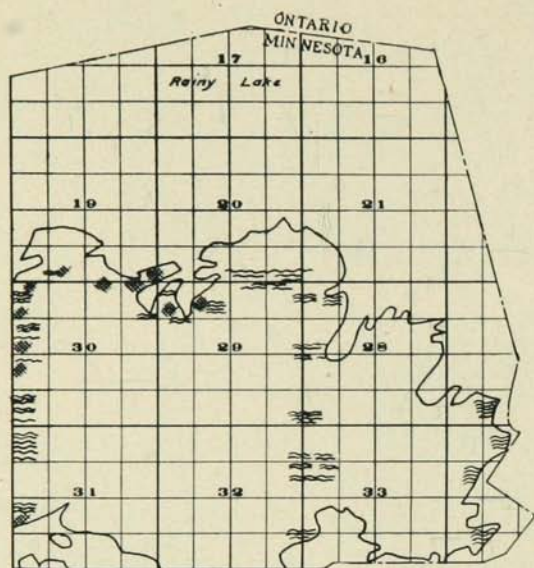 ONTARIO
MINNESOTA
17 16
Rainy Lake
19 20 21
30 29 28
31 32 33